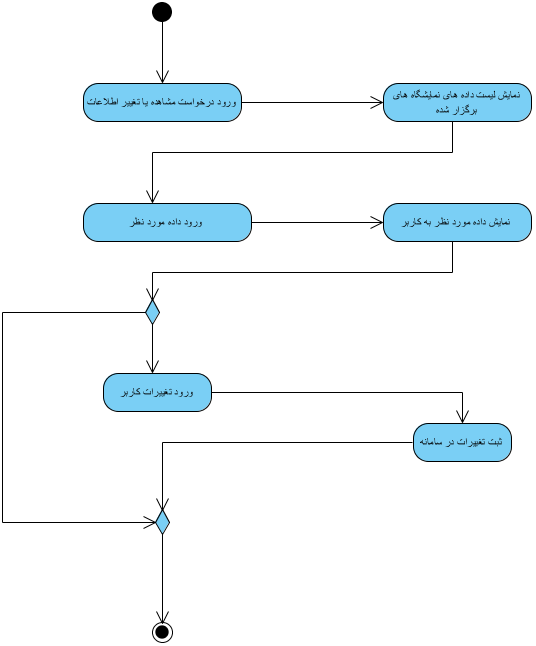 ورود درخواست مشاهده یا تغییر اطلاعات
نمایش لیست داده های نمایشگاه های
برگزار شده
ورود داده مورد نظر
نمایش داده مورد نظر به کاربر
ورود تغییرات کاربر
ثبت تغییرات در سامانه